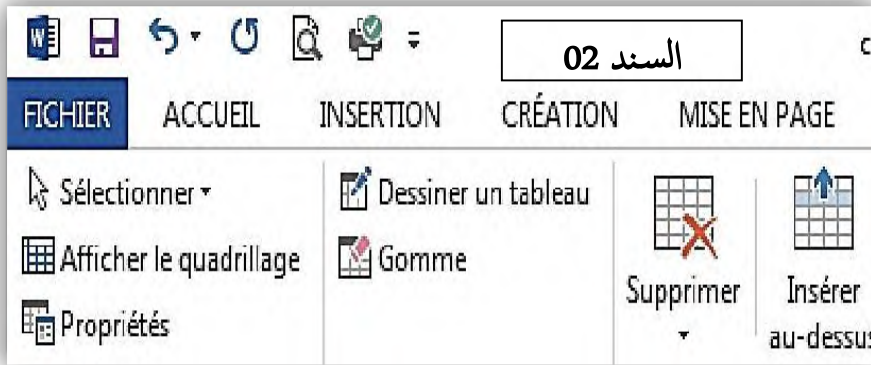 السند 02
FICHIER ACCUEIL INSERTION CRÉATION MISE EN PAGE
Sélectionner
Afficher le quadrillage
Propriétés
Dessiner un tableau
Gomme
Supprimer
Insérer
au-dessus